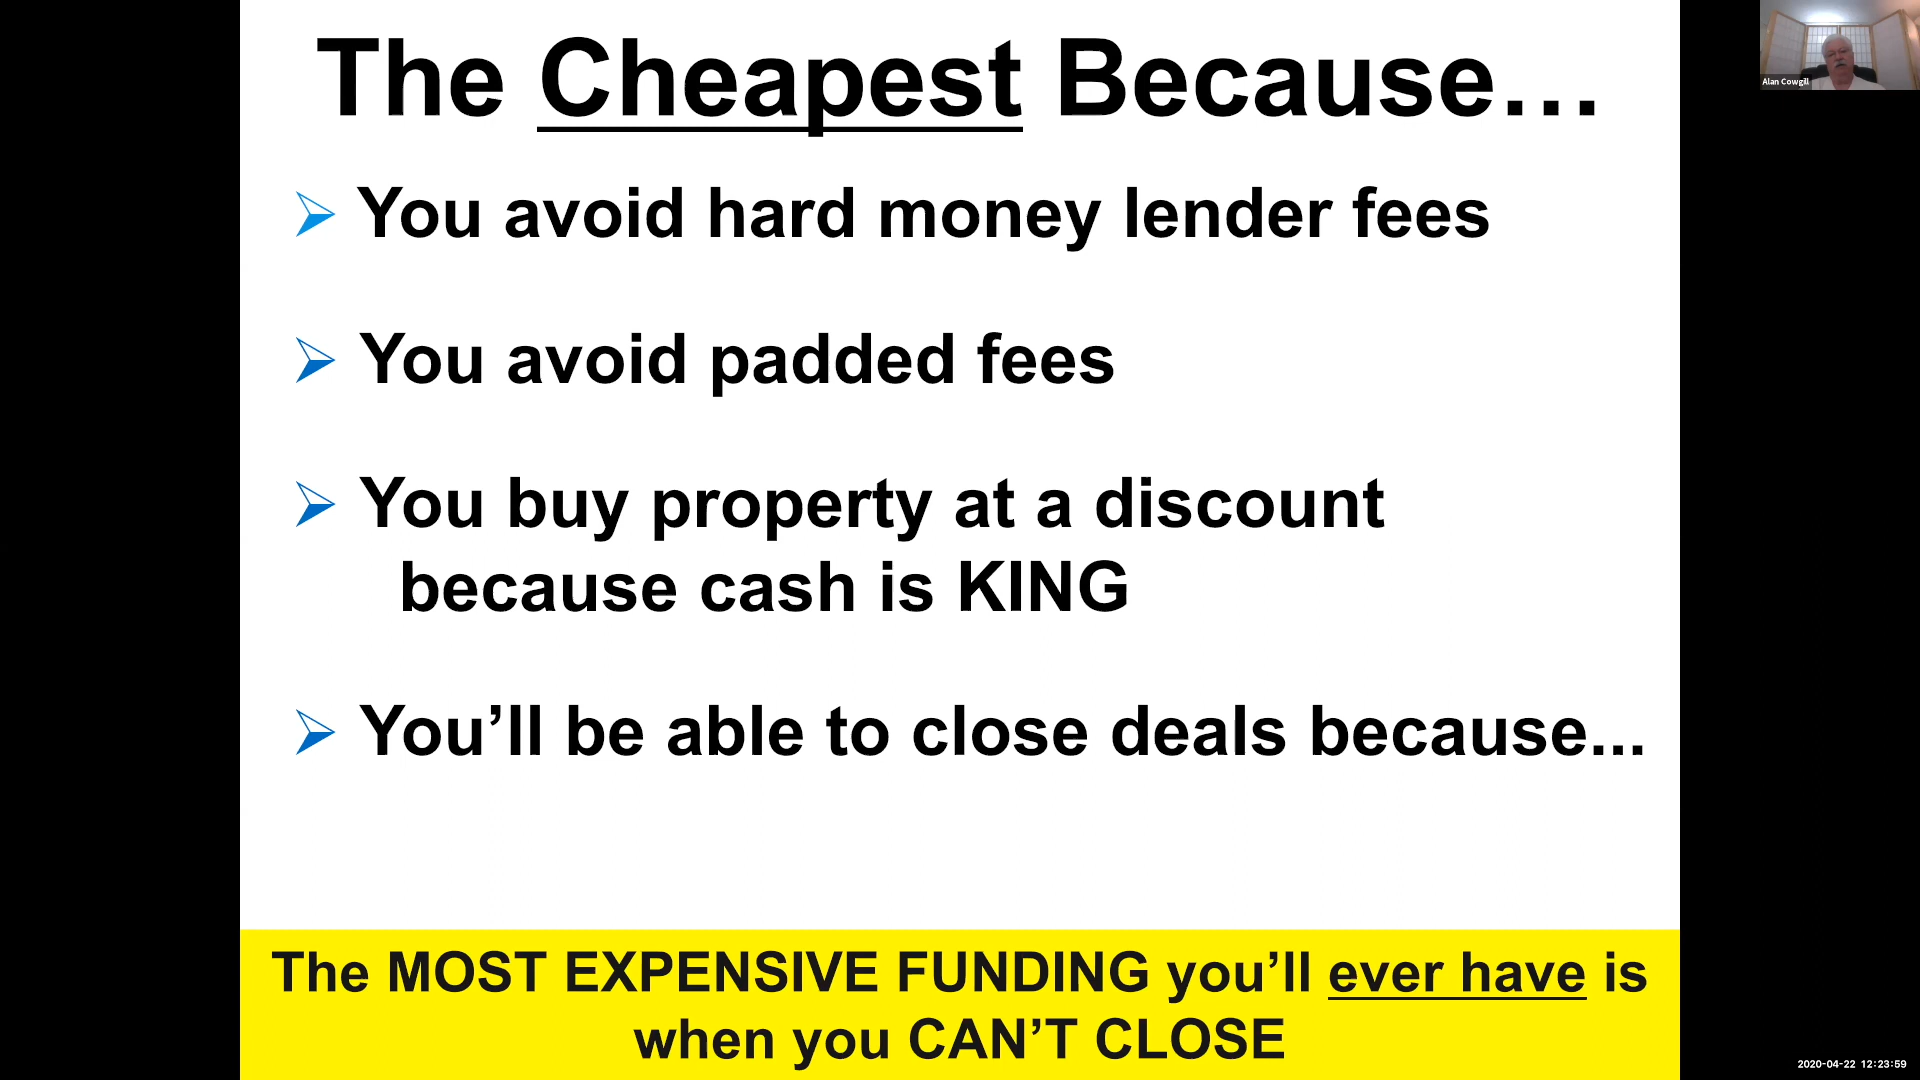 The Cheapest Because…
You avoid hard money lender fees
You avoid padded fees
You buy property at a discount
because cash is KING
You’ll be able to close deals because...
The MOST EXPENSIVE FUNDING you’ll ever have is
when you CAN’T CLOSE
Alan Cowgill
2020-04-22 12:23:59